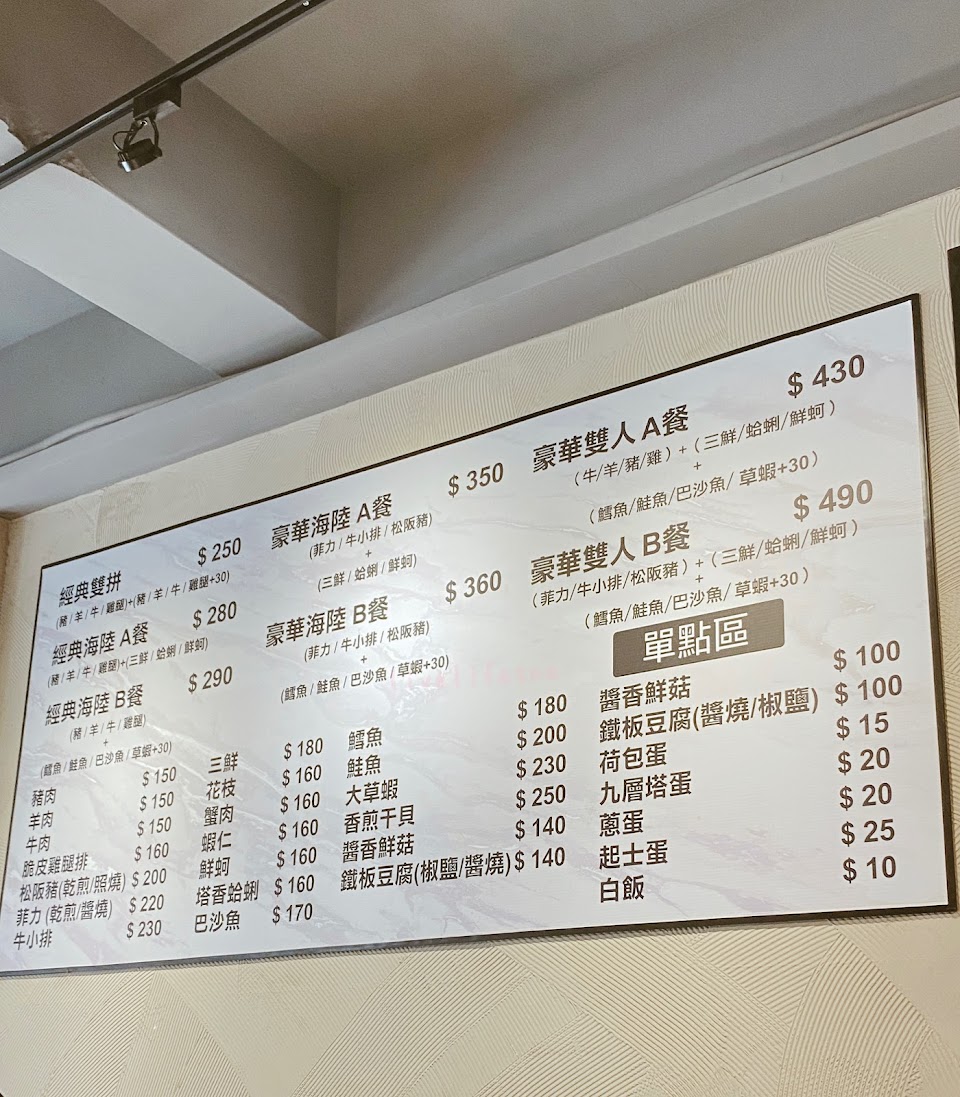 經典雙拼 $ 250
(豬 / 羊 / 牛 / 雞腿)+(豬 / 羊 / 牛 / 雞腿+30)
經典海陸 A餐 $ 280
(豬 / 羊 / 牛 / 雞腿)+(三鮮 / 蛤蜊 / 鮮蚵)
經典海陸 B餐 $ 290
(豬 / 羊 / 牛 / 雞腿)
+
(鱈魚 / 鮭魚 / 巴沙魚 / 草蝦+30)
豬肉 $ 150
羊肉 $ 150
牛肉 $ 150
脆皮雞腿排 $ 160
松阪豬(乾煎/照燒) $ 200
菲力 (乾煎/醬燒) $ 220
牛小排 $ 230
豪華海陸 A餐 $ 350
(菲力 / 牛小排 / 松阪豬)
+
(三鮮 / 蛤蜊 / 鮮蚵)
豪華海陸 B餐 $ 360
(菲力 / 牛小排 / 松阪豬)
+
(鱈魚 / 鮭魚 / 巴沙魚 / 草蝦+30)
三鮮 $ 180
花枝 $ 160
蟹肉 $ 160
蝦仁 $ 160
鮮蚵 $ 160
塔香蛤蜊 $ 160
巴沙魚 $ 170
鱈魚 $ 180
鮭魚 $ 200
大草蝦 $ 230
香煎干貝 $ 250
醬香鮮菇 $ 140
鐵板豆腐(椒鹽/醬燒) $ 140
豪華雙人 A餐 $ 430
(牛/羊/豬/雞) + (三鮮/蛤蜊/鮮蚵)
+
(鱈魚/鮭魚/巴沙魚/ 草蝦+30)
豪華雙人 B餐 $ 490
(菲力/牛小排/松阪豬) + (三鮮/蛤蜊/鮮蚵)
+
(鱈魚/鮭魚/巴沙魚/ 草蝦+30)
單點區
醬香鮮菇 $ 100
鐵板豆腐(醬燒/椒鹽) $ 100
荷包蛋 $ 15
九層塔蛋 $ 20
蔥蛋 $ 20
起士蛋 $ 25
白飯 $ 10